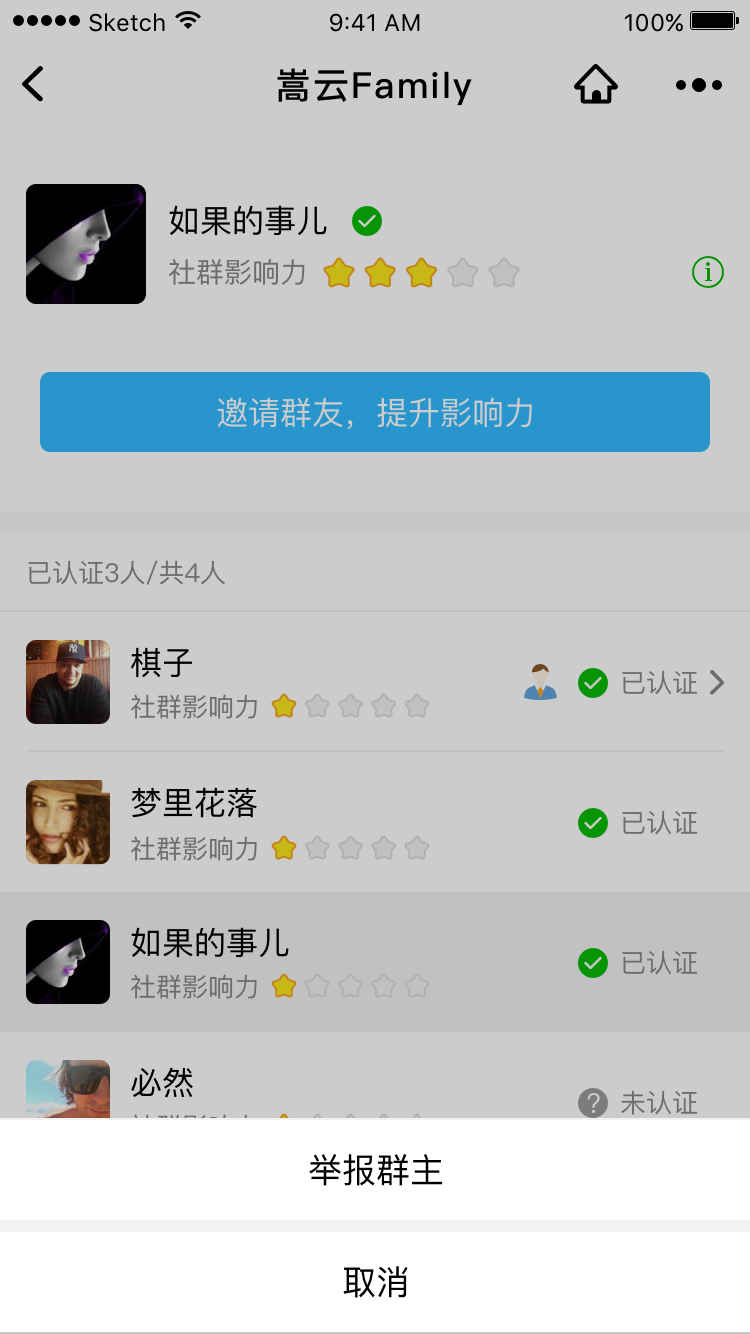 ●●●●● Sketch 9:41 AM 100%
嵩云Family
如果的事儿
社群影响力
邀请群友，提升影响力
已认证3人/共4人
棋子
社群影响力
已认证
梦里花落
社群影响力
已认证
如果的事儿
社群影响力
已认证
必然
未认证
举报群主
取消